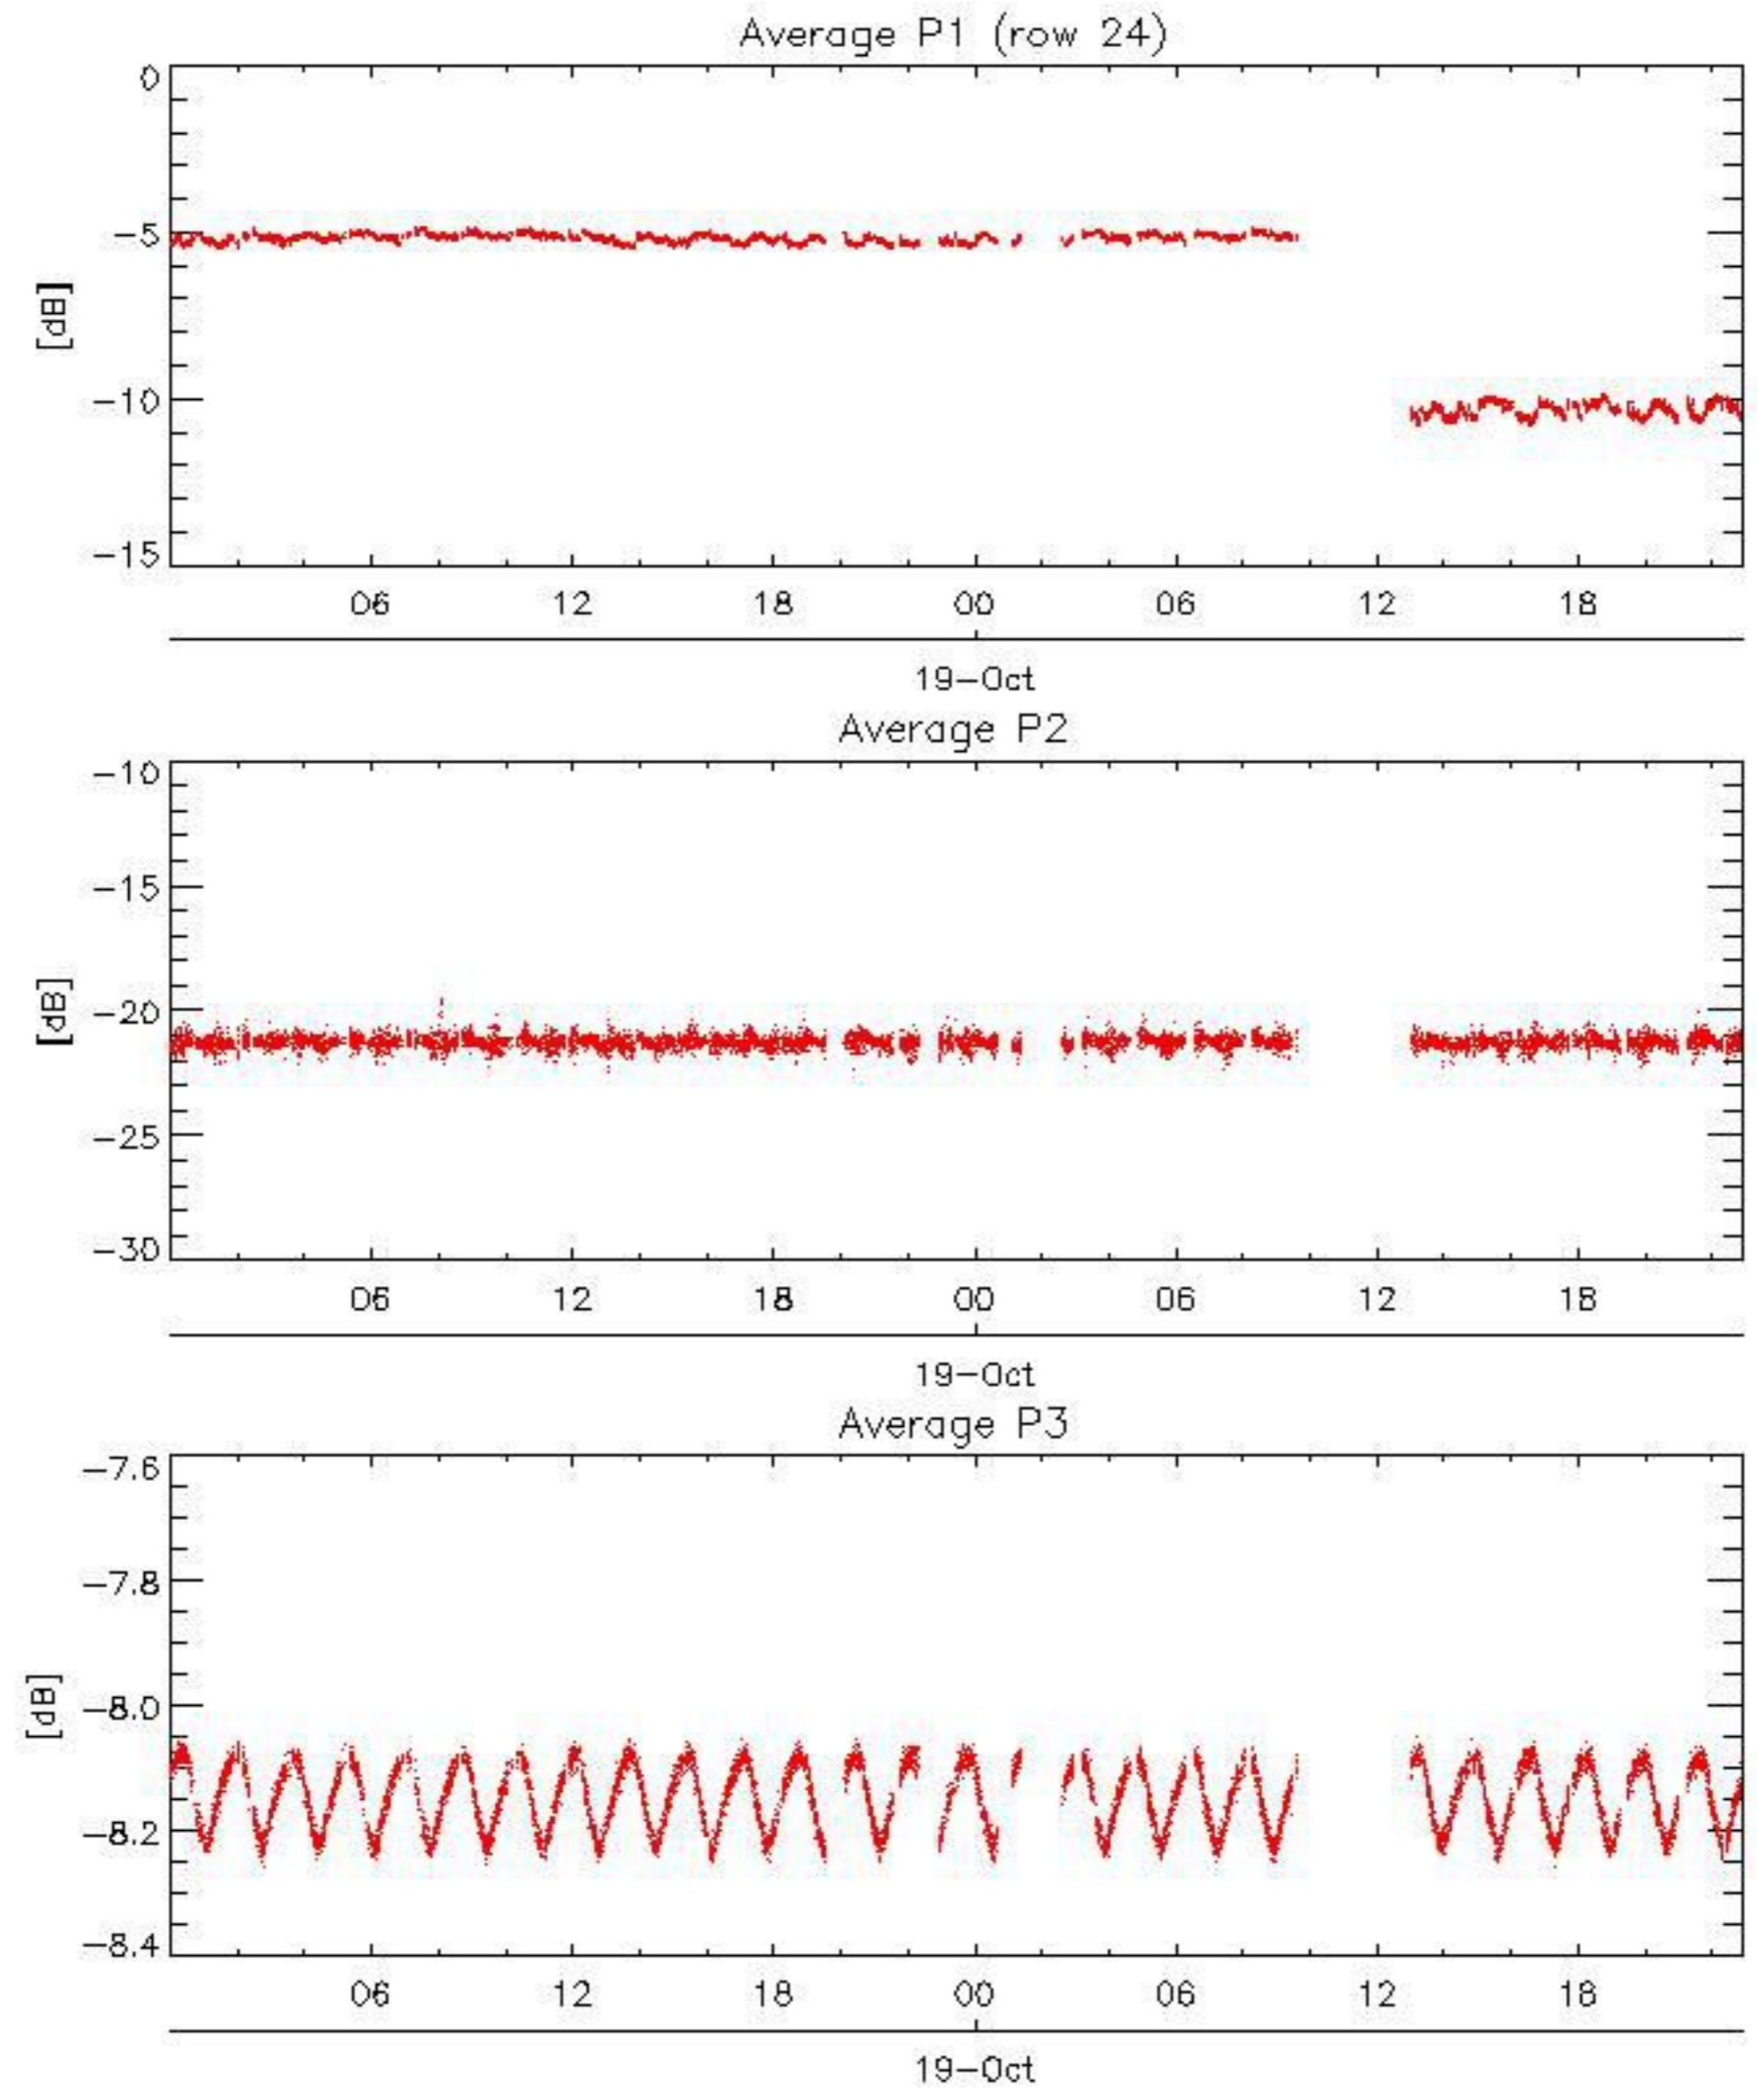 Average P1 (row 24)
0
−5
−10
−15
[dB]
06 12 18 00 06 12 18
19−Oct
Average P2
−10
−15
−20
−25
−30
[dB]
06 12 18 00 06 12 18
19−Oct
Average P3
−7.6
−7.8
−8.0
−8.2
−8.4
[dB]
06 12 18 00 06 12 18
19−Oct